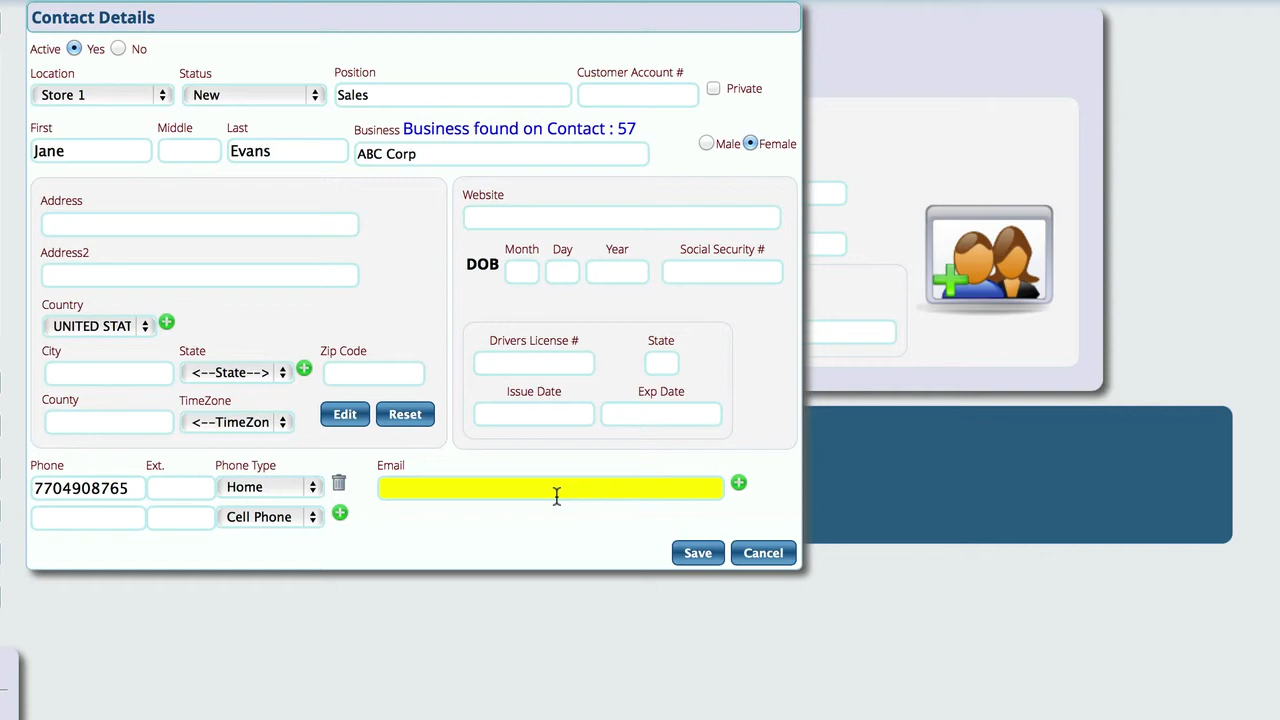 Contact Details
Active Yes No
Location Status Position Customer Account #
Store 1 New Sales Private
First Middle Last Business Business found on Contact : 57
Jane Evans ABC Corp Male Female
Address
Address2
Country
UNITED STAT
City State Zip Code
<--State-->
County TimeZone
<--TimeZon Edit Reset
Website
Month Day Year Social Security #
DOB
Drivers License # State
Issue Date Exp Date
Phone Ext. Phone Type Email
7704908765 Home
Cell Phone
Save Cancel